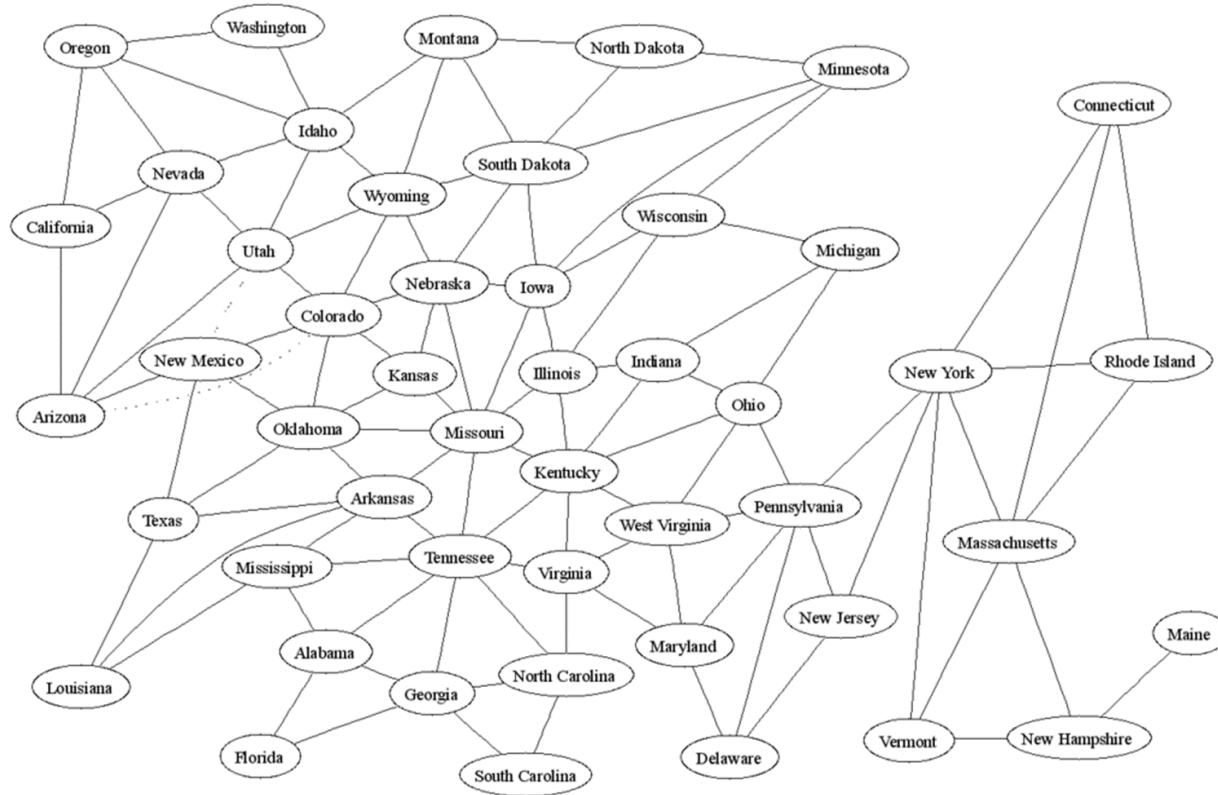 Washington
Oregon
Montana
North Dakota
Minnesota
Connecticut
Idaho
South Dakota
Nevada
Wyoming
Wisconsin
California
Utah
Michigan
Nebraska
Iowa
Colorado
New Mexico
Kansas
Illinois
Indiana
New York
Rhode Island
Arizona
Ohio
Oklahoma
Missouri
Kentucky
Arkansas
Pennsylvania
Texas
West Virginia
Massachusetts
Mississippi
Tennessee
Virginia
New Jersey
Maine
Alabama
Maryland
Louisiana
Georgia
North Carolina
Florida
South Carolina
Delaware
Vermont
New Hampshire